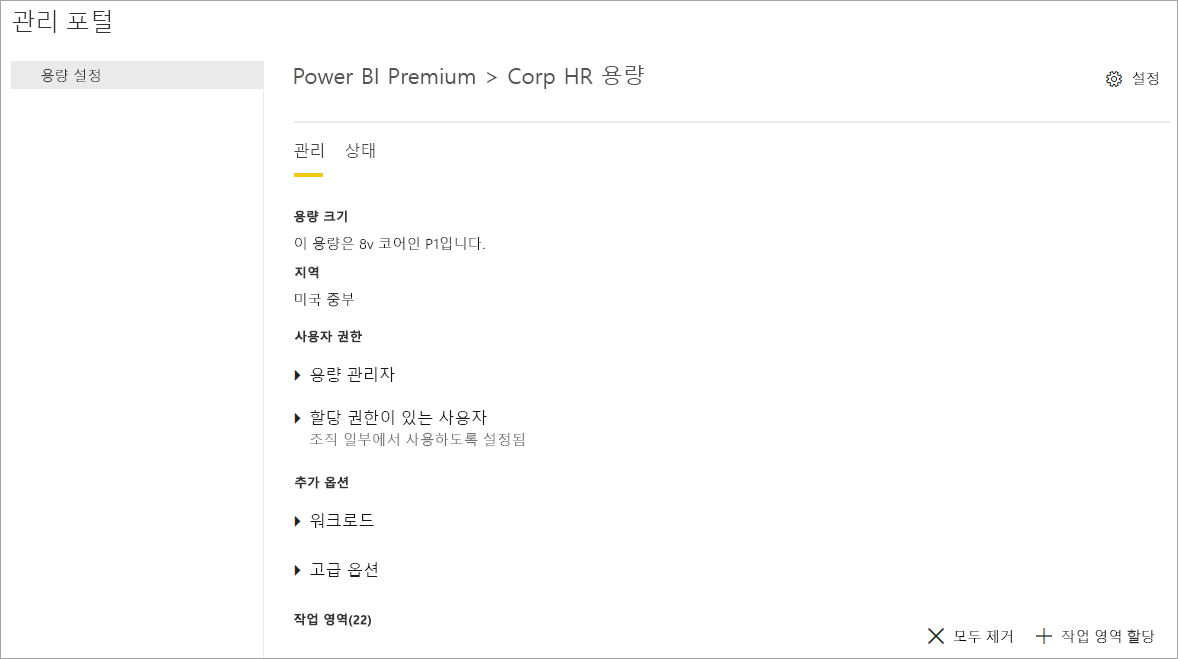 관리 포털
용량 설정
Power BI Premium > Corp HR 용량
설정
관리 상태
용량 크기
이 용량은 8v 코어인 P1입니다.
지역
미국 중부
사용자 권한
용량 관리자
할당 권한이 있는 사용자
조직 일부에서 사용하도록 설정됨
추가 옵션
워크로드
고급 옵션
작업 영역(22)
모두 제거 작업 영역 할당